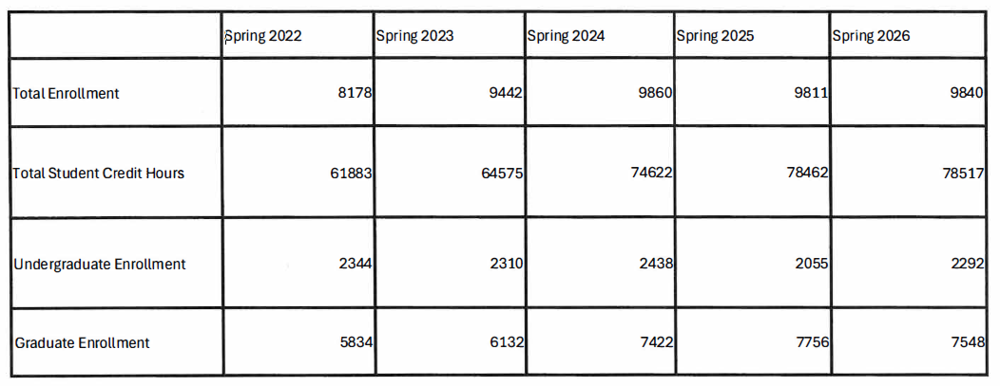 Spring 2022 Spring 2023 Spring 2024 Spring 2025 Spring 2026
Total Enrollment 8178 9442 9860 9811 9840
Total Student Credit Hours 61883 64575 74622 78462 78517
Undergraduate Enrollment 2344 2310 2438 2055 2292
Graduate Enrollment 5834 6132 7422 7756 7548